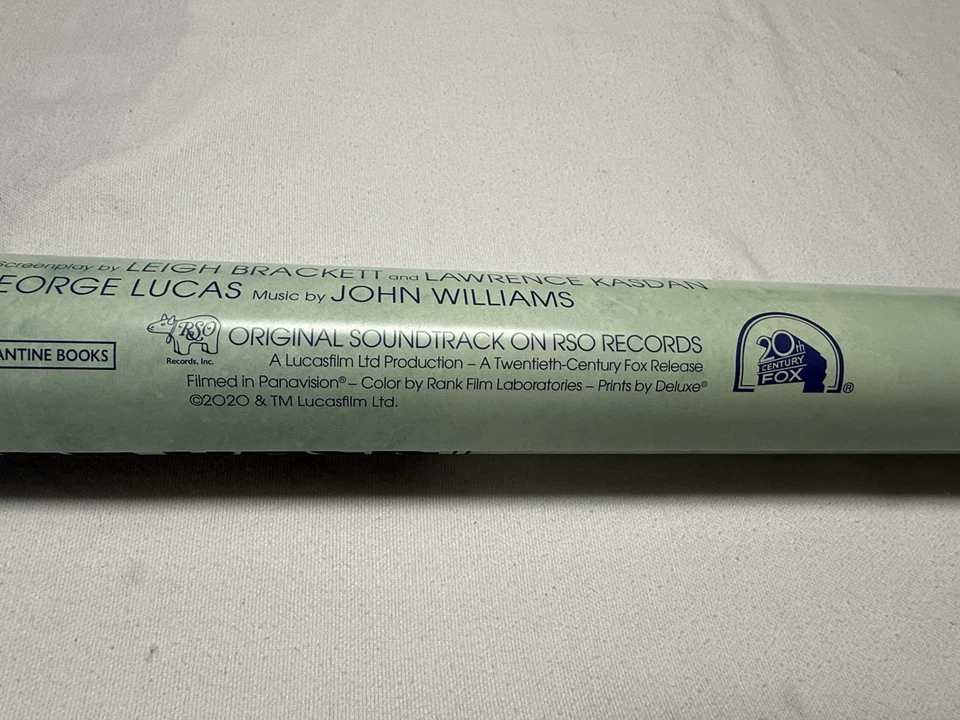 Screenplay by LEIGH BRACKETT and LAWRENCE KASDAN
EORGE LUCAS Music by JOHN WILLIAMS
ANTINE BOOKS
RSO
Records, Inc.
ORIGINAL SOUNDTRACK ON RSO RECORDS
A Lucasfilm Ltd Production – A Twentieth-Century Fox Release
Filmed in Panavision® – Color by Rank Film Laboratories – Prints by Deluxe®
©2020 & TM Lucasfilm Ltd.
20th
CENTURY
FOX
®